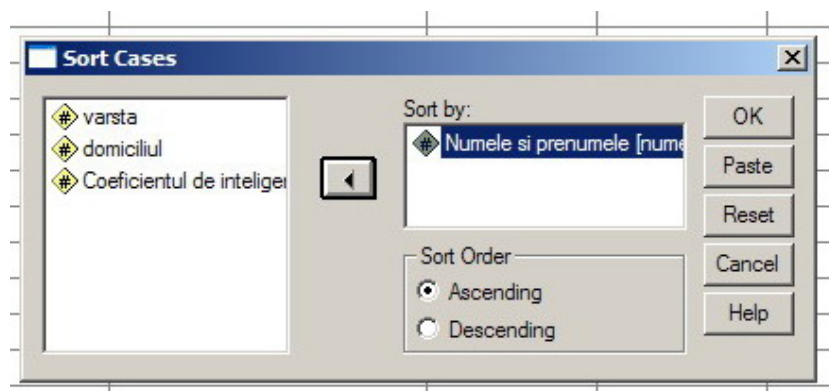 Sort Cases
varsta
domiciliul
Coeficientul de inteliger
Sort by:
Numele si prenumele [nume
Sort Order
Ascending
Descending
OK
Paste
Reset
Cancel
Help